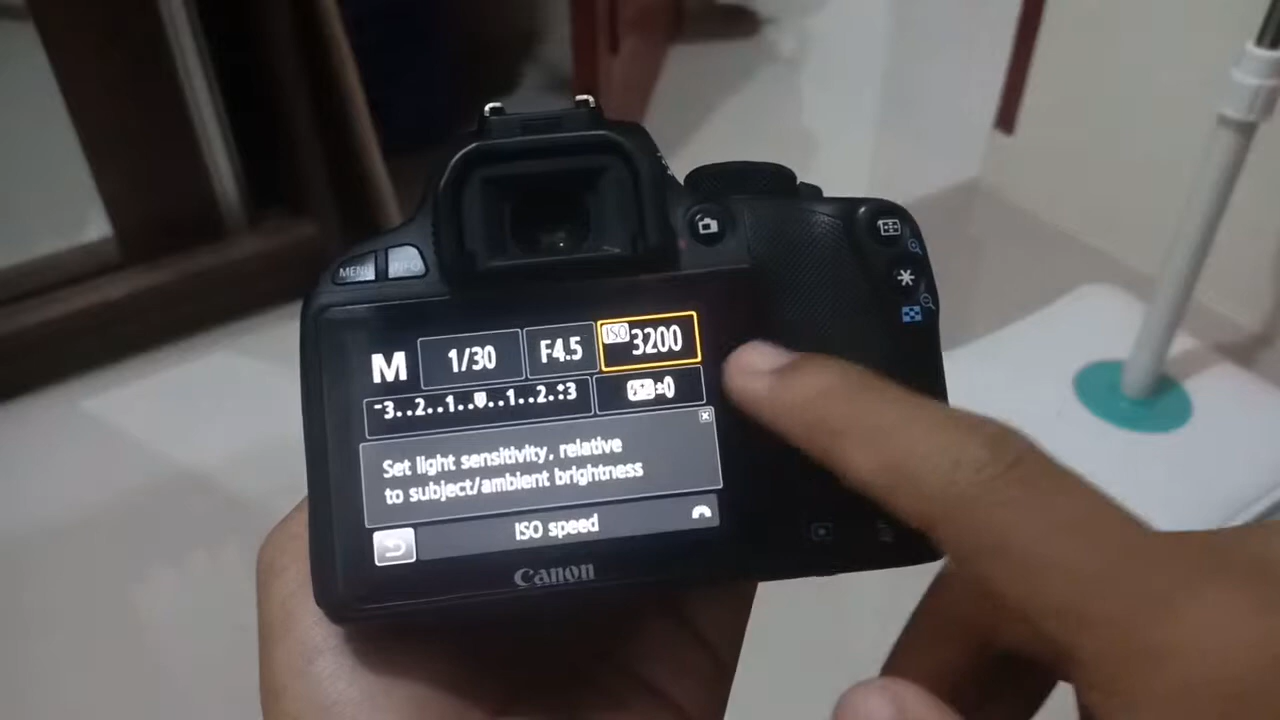 MENU INFO
M 1/30 F4.5 ISO 3200
-3..2..1..0..1..2.+3 ±0
Set light sensitivity, relative
to subject/ambient brightness
ISO speed
Canon